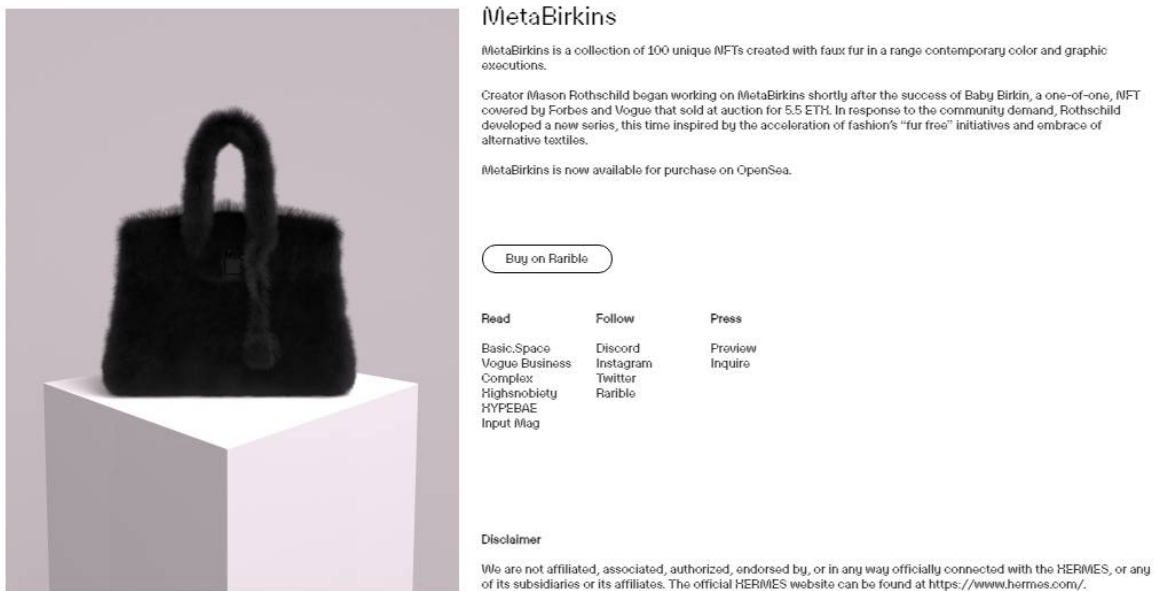 MetaBirkins
MetaBirkins is a collection of 100 unique NFTs created with faux fur in a range contemporary color and graphic
executions.
Creator Mason Rothschild began working on MetaBirkins shortly after the success of Baby Birkin, a one-of-one, NFT
covered by Forbes and Vogue that sold at auction for 5.5 ETH. In response to the community demand, Rothschild
developed a new series, this time inspired by the acceleration of fashion's “fur free” initiatives and embrace of
alternative textiles.
MetaBirkins is now available for purchase on OpenSea.
Buy on Rarible
Read
Basic.Space
Vogue Business
Complex
Highsnobiety
HYPEBAE
Input Mag
Follow
Discord
Instagram
Twitter
Rarible
Press
Preview
Inquire
Disclaimer
We are not affiliated, associated, authorized, endorsed by, or in any way officially connected with the HERMES, or any
of its subsidiaries or its affiliates. The official HERMES website can be found at https://www.hermes.com/.